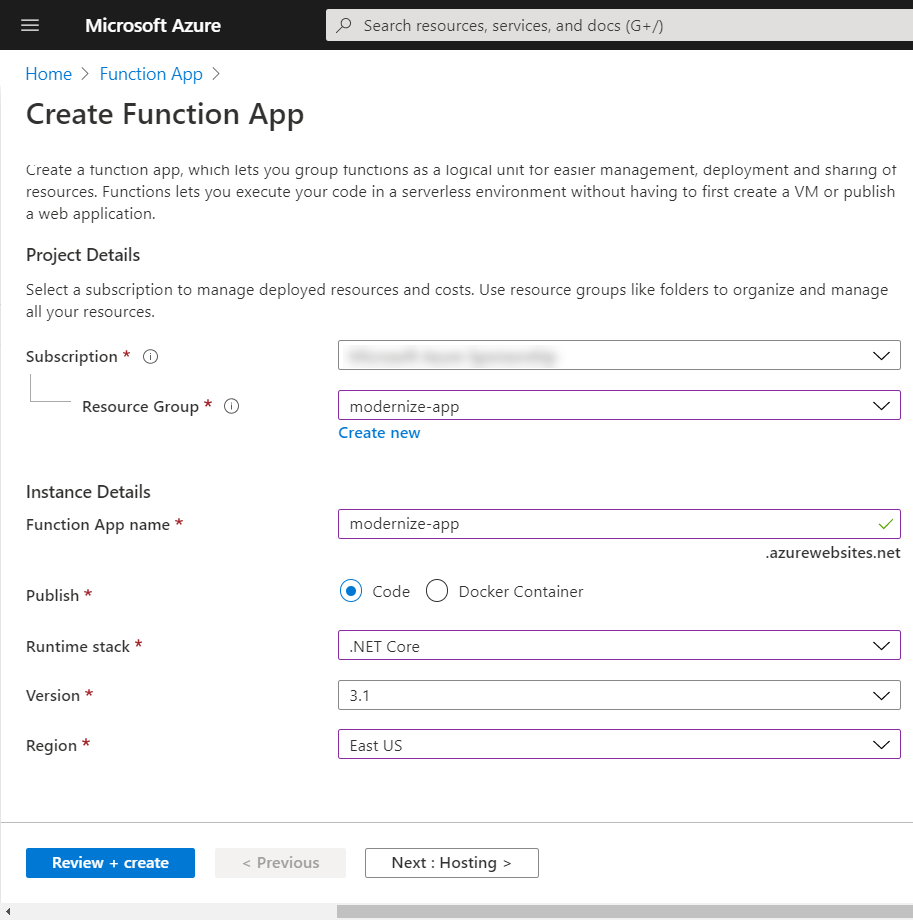 Microsoft Azure
Search resources, services, and docs (G+/)
Home > Function App >
Create Function App
Create a function app, which lets you group functions as a logical unit for easier management, deployment and sharing of
resources. Functions lets you execute your code in a serverless environment without having to first create a VM or publish
a web application.
Project Details
Select a subscription to manage deployed resources and costs. Use resource groups like folders to organize and manage
all your resources.
Subscription *
Resource Group * modernize-app
Create new
Instance Details
Function App name * modernize-app
.azurewebsites.net
Publish * Code Docker Container
Runtime stack * .NET Core
Version * 3.1
Region * East US
Review + create < Previous Next : Hosting >